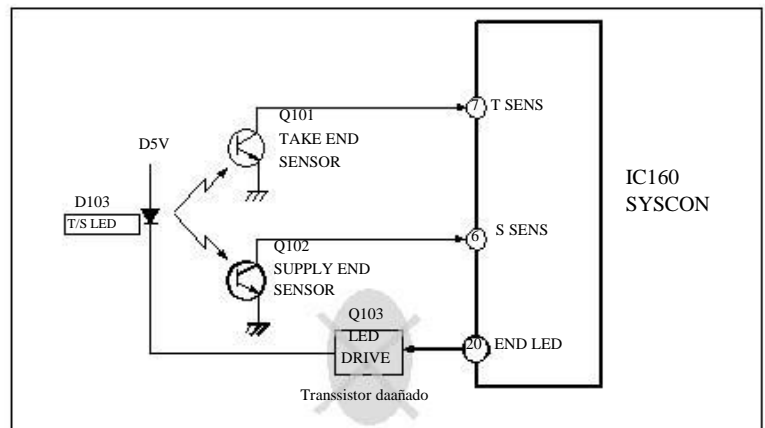 Q101
TAKE END
SENSOR
7
T SENS
D5V
D103
T/S LED
IC160
SYSCON
Q102
SUPPLY END
SENSOR
6
S SENS
Q103
LED
DRIVE
20
END LED
Transsistor daañado